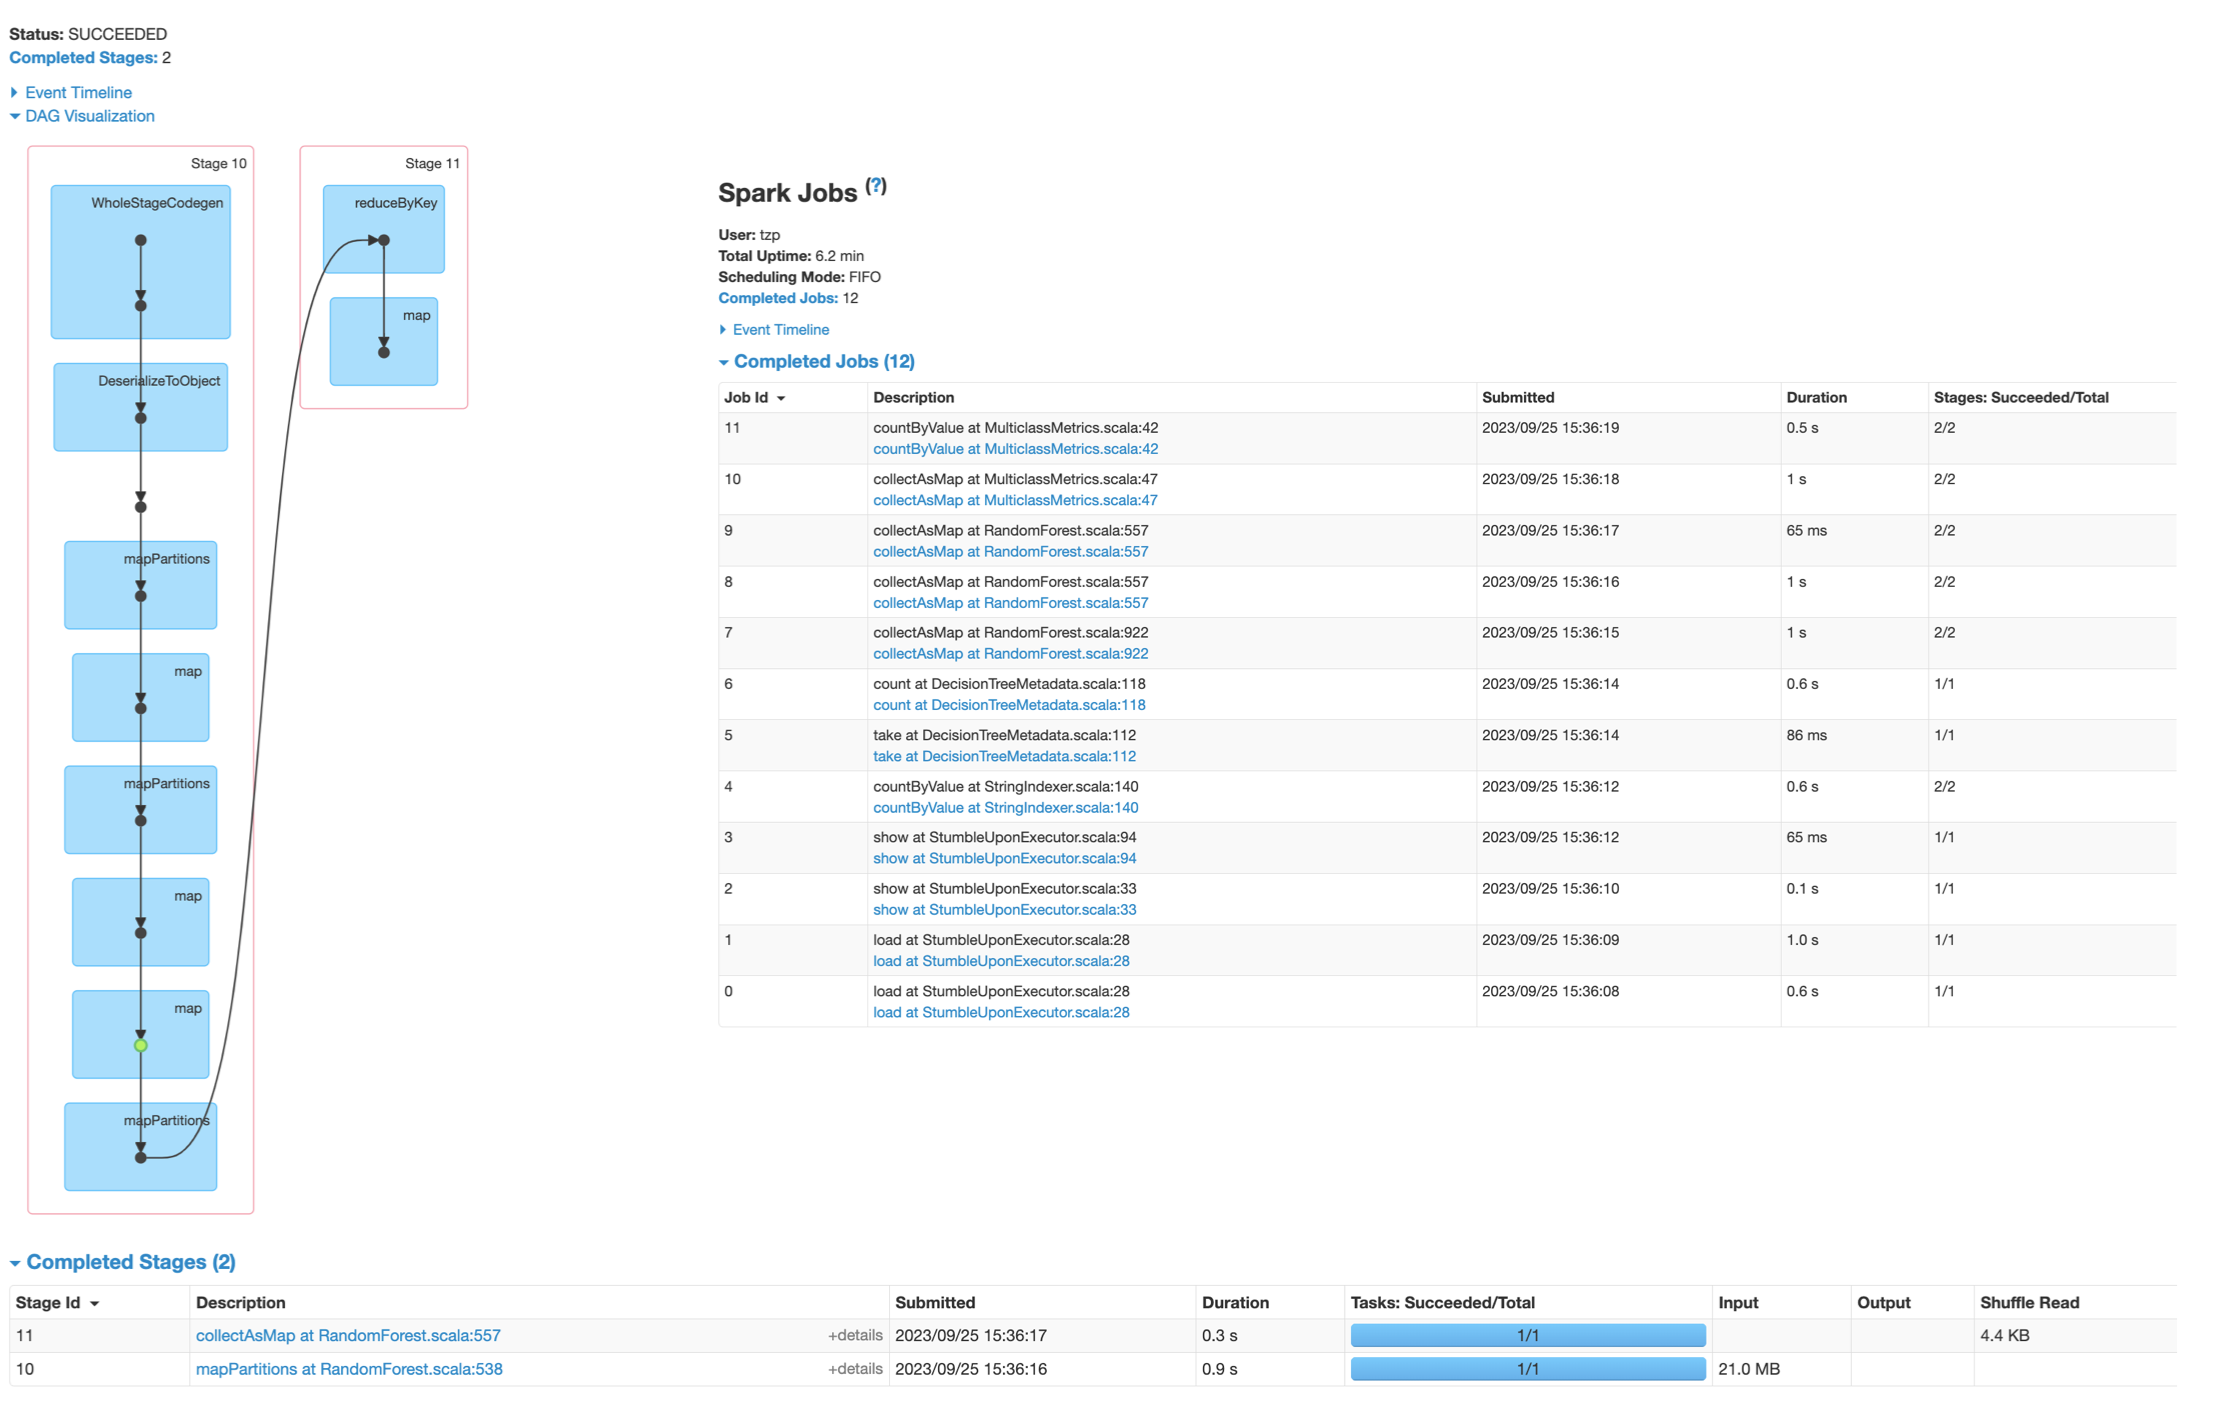 Status: SUCCEEDED
Completed Stages: 2
Event Timeline
DAG Visualization
Stage 10
WholeStageCodegen
DeserializeToObject
mapPartitions
map
mapPartitions
map
map
mapPartitions
Stage 11
reduceByKey
map
Spark Jobs (?)
User: tzp
Total Uptime: 6.2 min
Scheduling Mode: FIFO
Completed Jobs: 12
Event Timeline
Completed Jobs (12)
Job Id Description Submitted Duration Stages: Succeeded/Total
11 countByValue at MulticlassMetrics.scala:42 2023/09/25 15:36:19 0.5 s 2/2
countByValue at MulticlassMetrics.scala:42
10 collectAsMap at MulticlassMetrics.scala:47 2023/09/25 15:36:18 1 s 2/2
collectAsMap at MulticlassMetrics.scala:47
9 collectAsMap at RandomForest.scala:557 2023/09/25 15:36:17 65 ms 2/2
collectAsMap at RandomForest.scala:557
8 collectAsMap at RandomForest.scala:557 2023/09/25 15:36:16 1 s 2/2
collectAsMap at RandomForest.scala:557
7 collectAsMap at RandomForest.scala:922 2023/09/25 15:36:15 1 s 2/2
collectAsMap at RandomForest.scala:922
6 count at DecisionTreeMetadata.scala:118 2023/09/25 15:36:14 0.6 s 1/1
count at DecisionTreeMetadata.scala:118
5 take at DecisionTreeMetadata.scala:112 2023/09/25 15:36:14 86 ms 1/1
take at DecisionTreeMetadata.scala:112
4 countByValue at StringIndexer.scala:140 2023/09/25 15:36:12 0.6 s 2/2
countByValue at StringIndexer.scala:140
3 show at StumbleUponExecutor.scala:94 2023/09/25 15:36:12 65 ms 1/1
show at StumbleUponExecutor.scala:94
2 show at StumbleUponExecutor.scala:33 2023/09/25 15:36:10 0.1 s 1/1
show at StumbleUponExecutor.scala:33
1 load at StumbleUponExecutor.scala:28 2023/09/25 15:36:09 1.0 s 1/1
load at StumbleUponExecutor.scala:28
0 load at StumbleUponExecutor.scala:28 2023/09/25 15:36:08 0.6 s 1/1
load at StumbleUponExecutor.scala:28
Completed Stages (2)
Stage Id Description Submitted Duration Tasks: Succeeded/Total Input Output Shuffle Read
11 collectAsMap at RandomForest.scala:557 +details 2023/09/25 15:36:17 0.3 s 1/1 4.4 KB
10 mapPartitions at RandomForest.scala:538 +details 2023/09/25 15:36:16 0.9 s 1/1 21.0 MB